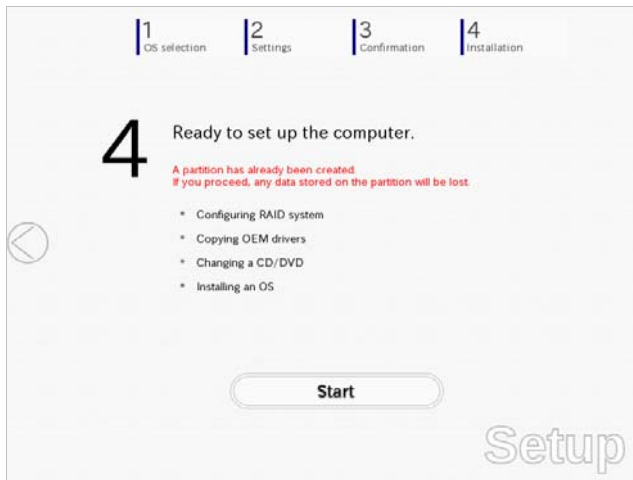 1
OS selection
2
Settings
3
Confirmation
4
Installation
4
Ready to set up the computer.
A partition has already been created
If you proceed, any data stored on the partition will be lost
* Configuring RAID system
* Copying OEM drivers
* Changing a CD/DVD
* Installing an OS
Start
Setup